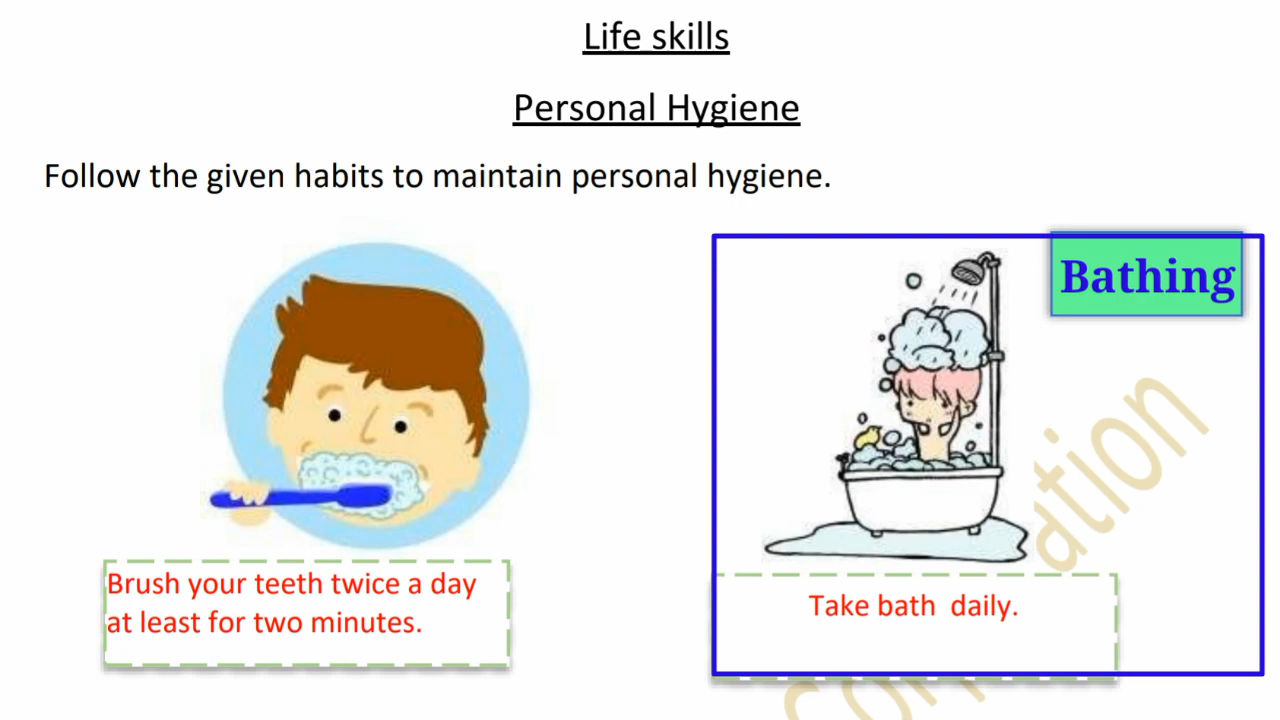 Life skills
Personal Hygiene
Follow the given habits to maintain personal hygiene.
Bathing
Brush your teeth twice a day
at least for two minutes.
Take bath daily.